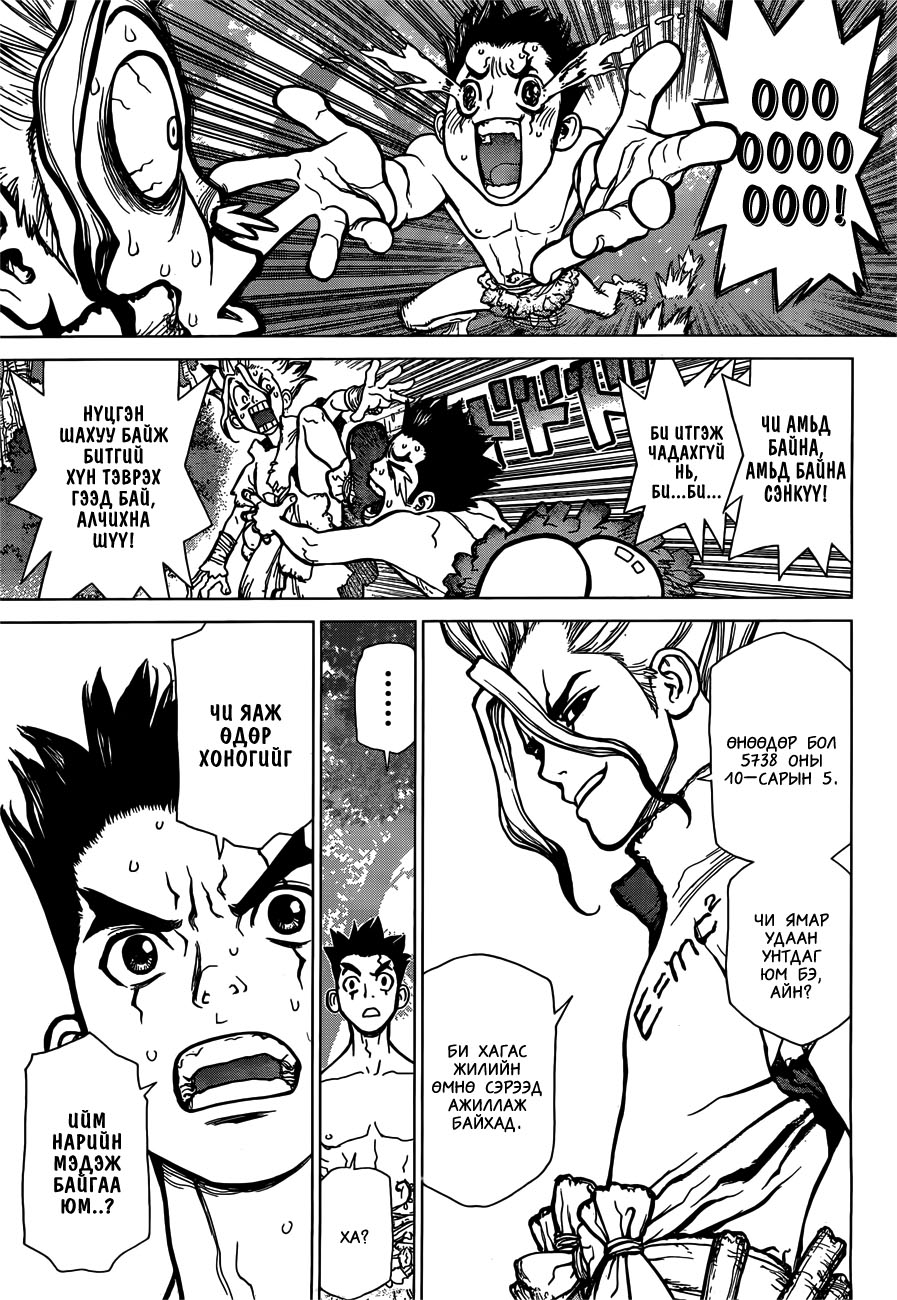 ООО
ОООО
ООО!
ЧИ АМЬД
БАЙНА,
АМЬД БАЙНА
СЭНКҮҮ!
БИ ИТГЭЖ
ЧАДАХГҮЙ
НЬ,
БИ...БИ...
ドドド
НҮЦГЭН
ШАХУУ БАЙЖ
БИТГИЙ
ХҮН ТЭВРЭХ
ГЭЭД БАЙ,
АЛЧИХНА
ШҮҮ!
ӨНӨӨДӨР БОЛ
5738 ОНЫ
10-САРЫН 5.
ЧИ ЯМАР
УДААН
УНТДАГ
ЮМ БЭ,
АЙН?
E=mc²
БИ ХАГАС
ЖИЛИЙН
ӨМНӨ СЭРЭЭД
АЖИЛЛАЖ
БАЙХАД.
......
ХА?
ЧИ ЯАЖ
ӨДӨР
ХОНОГИЙГ
ИЙМ
НАРИЙН
МЭДЭЖ
БАЙГАА
ЮМ..?